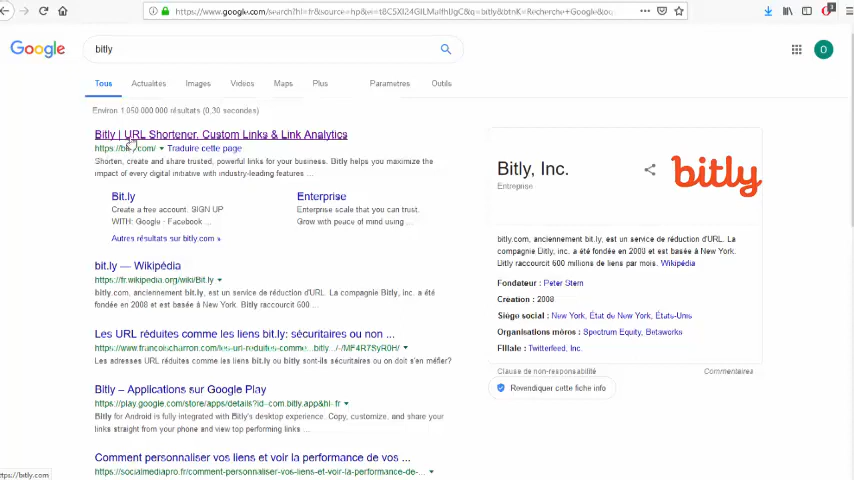 https://www.google.com/search?hl=fr&source=hp&ei=
Google
bitly
O
Tous Actualités Images Vidéos Maps Plus Paramètres Outils
Environ 1 050 000 000 résultats (0,30 secondes)
Bitly | URL Shortener, Custom Links & Link Analytics
https://bitly.com/ Traduire cette page
Shorten, create and share trusted, powerful links for your business. Bitly helps you maximize the
impact of every digital initiative with industry-leading features ...
Bit.ly
Create a free account. SIGN UP
WITH: Google · Facebook ...
Enterprise
Enterprise scale that you can trust.
Grow with peace of mind using ...
Autres résultats sur bitly.com »
bit.ly — Wikipédia
https://fr.wikipedia.org/wiki/Bit.ly
bitly.com, anciennement bit.ly, est un service de réduction d'URL. La compagnie Bitly, inc. a été
fondée en 2008 et est basée à New York. Bitly raccourcit 600 ...
Les URL réduites comme les liens bit.ly: sécuritaires ou non ...
https://www.francoischarron.com/les-url-reduites-comme...bitly.../-/MF4R7SyR0H/
Les adresses URL réduites comme les liens bit.ly ou bitly sont-ils sécuritaires ou on doit s'en méfier?
Bitly – Applications sur Google Play
https://play.google.com/store/apps/details?id=com.bitly.app&hl=fr
Bitly for Android is fully integrated with Bitly's desktop experience. Copy, customize, and share your
links straight from your phone and view top performing links ...
Comment personnaliser vos liens et voir la performance de vos ...
https://socialmediapro.fr/comment-personnaliser-vos-liens-et-voir-la-performance-de-...
ttps://bitly.com
Bitly, Inc.
Entreprise
bitly
bitly.com, anciennement bit.ly, est un service de réduction d'URL. La
compagnie Bitly, inc. a été fondée en 2008 et est basée à New York.
Bitly raccourcit 600 millions de liens par mois. Wikipédia
Fondateur : Peter Stern
Création : 2008
Siège social : New York, État de New York, États-Unis
Organisations mères : Spectrum Equity, Betaworks
Filiale : Twitterfeed, Inc.
Clause de non-responsabilité
Commentaires
Revendiquer cette fiche info